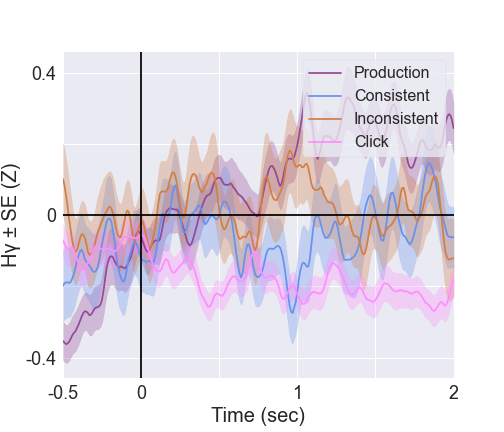 Production
Consistent
Inconsistent
Click
0.4
0
-0.4
Hγ ± SE (Z)
-0.5 0 1 2
Time (sec)